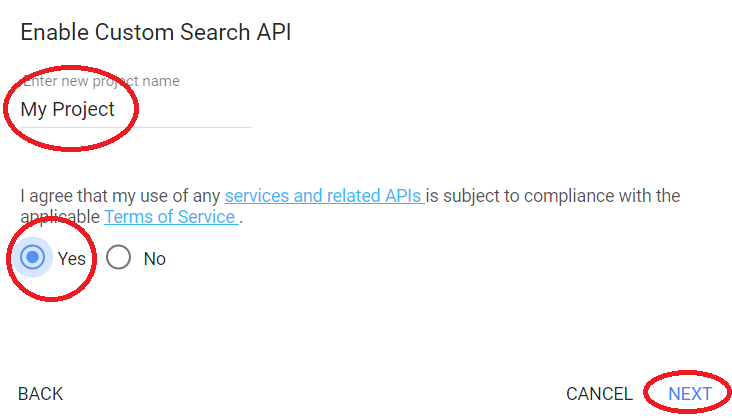 Enable Custom Search API
Enter new project name
My Project
I agree that my use of any services and related APIs is subject to compliance with the
applicable Terms of Service .
Yes No
BACK CANCEL NEXT